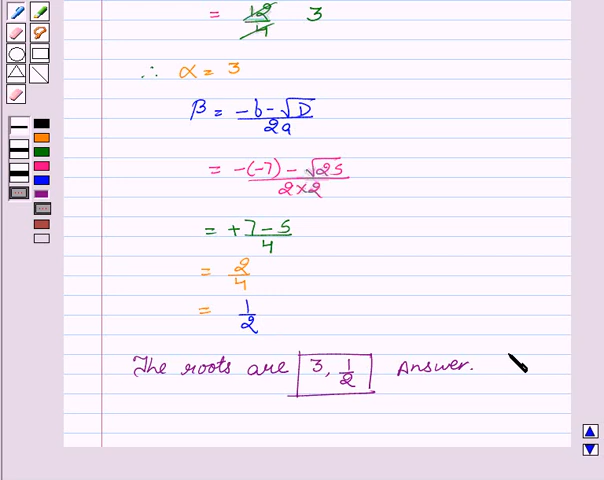 = 12/4 3
∴ α = 3
β = -b-√D/2a
= -(-7) - √25/2×2
= +7-5/4
= 2/4
= 1/2
The roots are 3, 1/2 Answer.